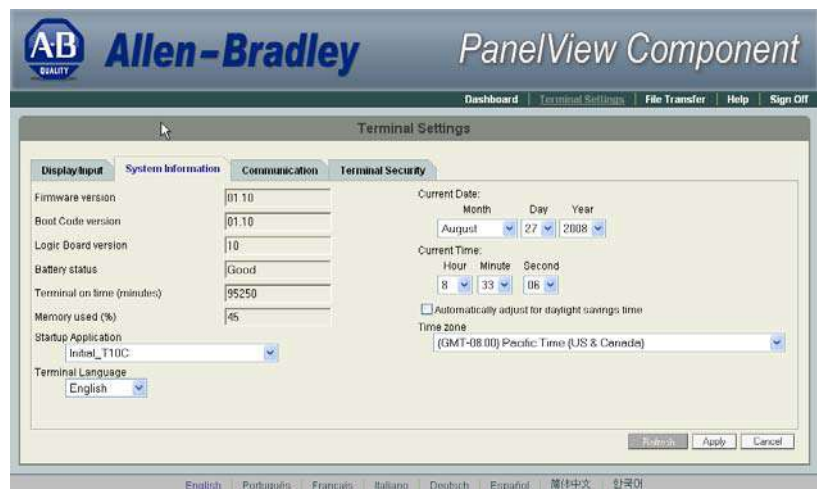 A·B
QUALITY
Allen-Bradley
PanelView Component
Dashboard | Terminal Settings | File Transfer | Help | Sign Off
Terminal Settings
Display/Input
System Information
Communication
Terminal Security
Firmware version 01.10
Boot Code version 01.10
Logic Board version 10
Battery status Good
Terminal on time (minutes) 95250
Memory used (%) 45
Startup Application
Initial_T10C
Terminal Language
English
Current Date:
Month Day Year
August 27 2008
Current Time:
Hour Minute Second
8 33 06
Automatically adjust for daylight savings time
Time zone
(GMT-08:00) Pacific Time (US & Canada)
Refresh Apply Cancel
English | Português | Français | Italiano | Deutsch | Español | 简体中文 | 한국어